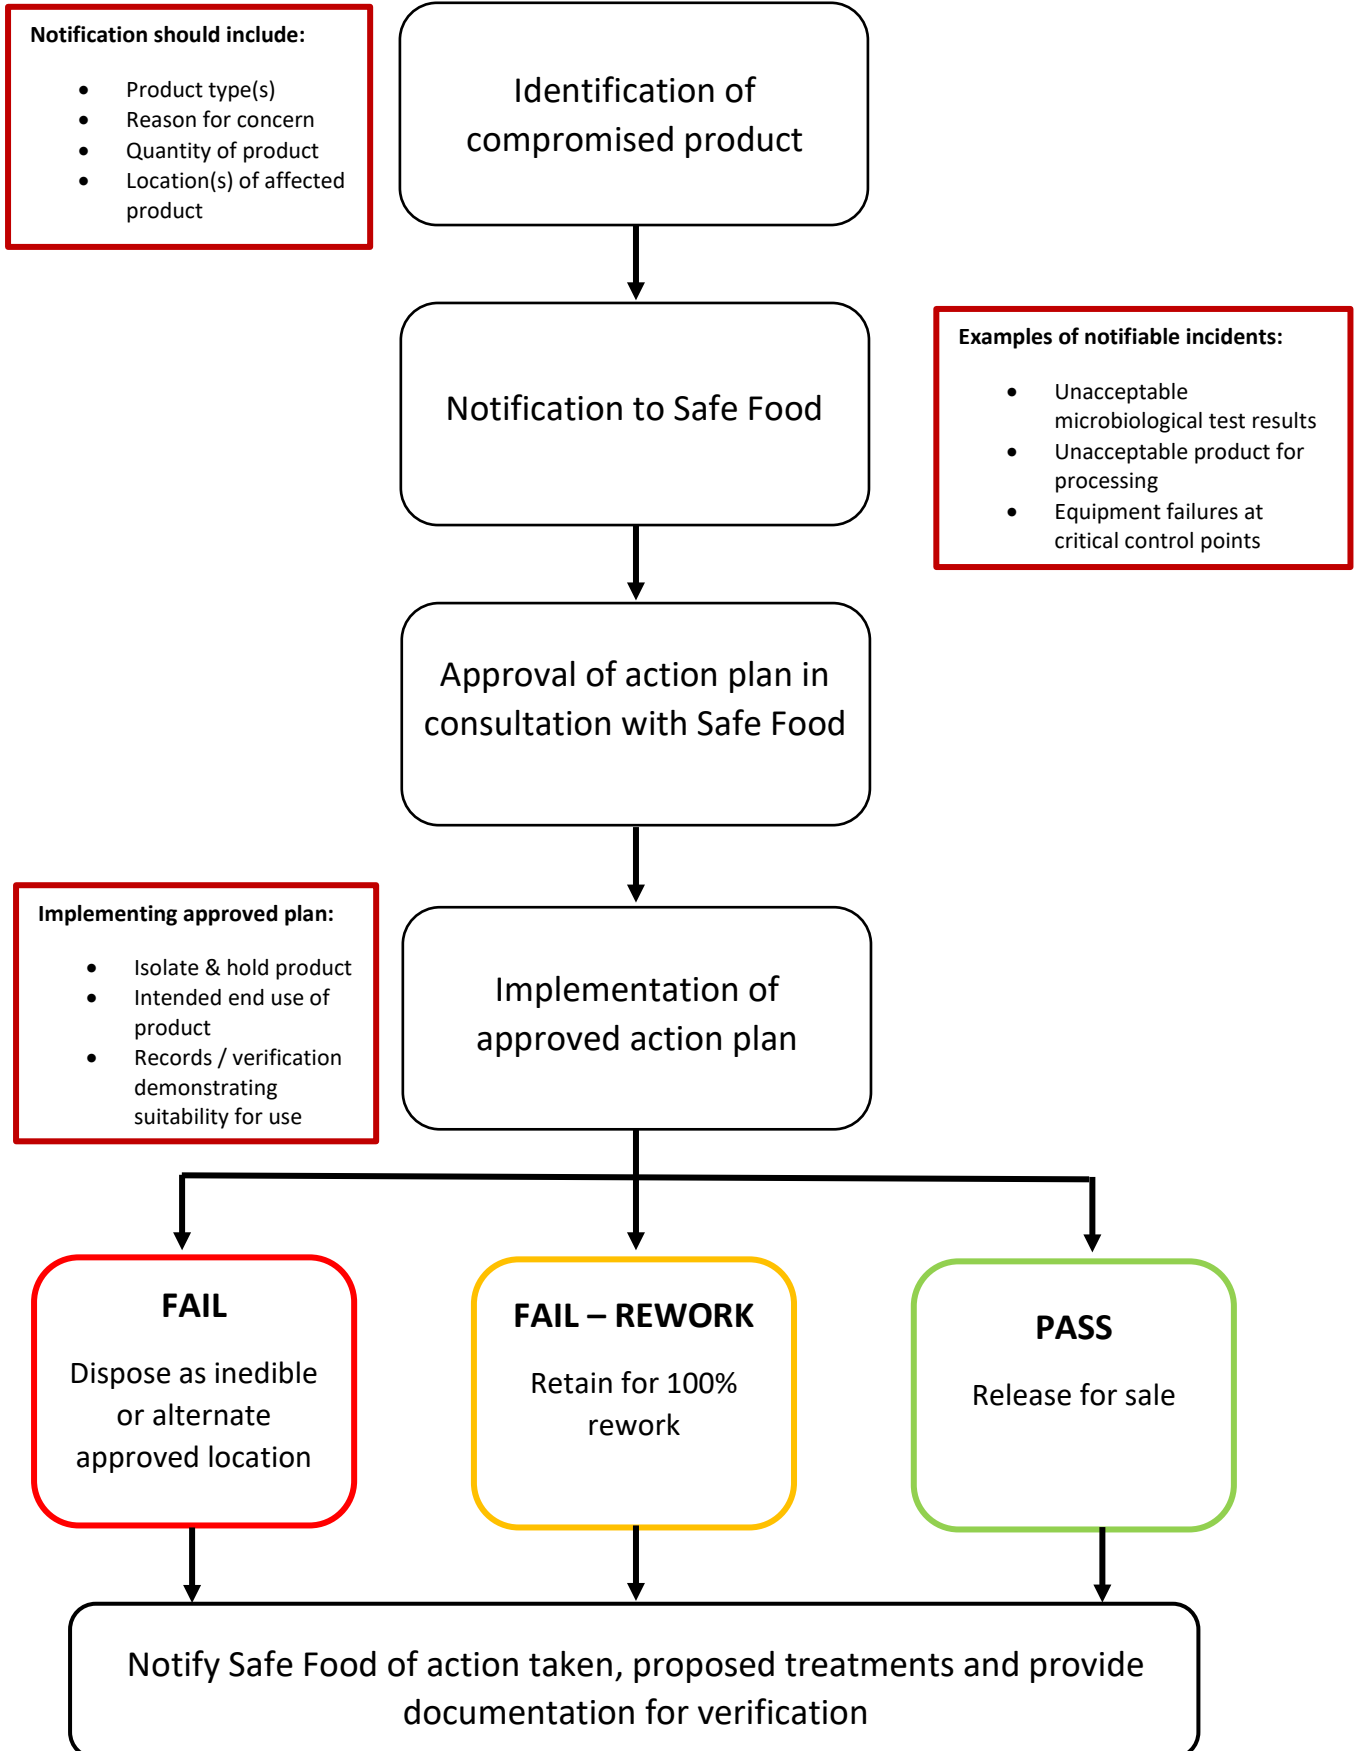 Notification should include:
• Product type(s)
• Reason for concern
• Quantity of product
• Location(s) of affected
product
Identification of
compromised product
Notification to Safe Food
Examples of notifiable incidents:
• Unacceptable
microbiological test results
• Unacceptable product for
processing
• Equipment failures at
critical control points
Approval of action plan in
consultation with Safe Food
Implementing approved plan:
• Isolate & hold product
• Intended end use of
product
• Records / verification
demonstrating
suitability for use
Implementation of
approved action plan
FAIL
Dispose as inedible
or alternate
approved location
FAIL – REWORK
Retain for 100%
rework
PASS
Release for sale
Notify Safe Food of action taken, proposed treatments and provide
documentation for verification